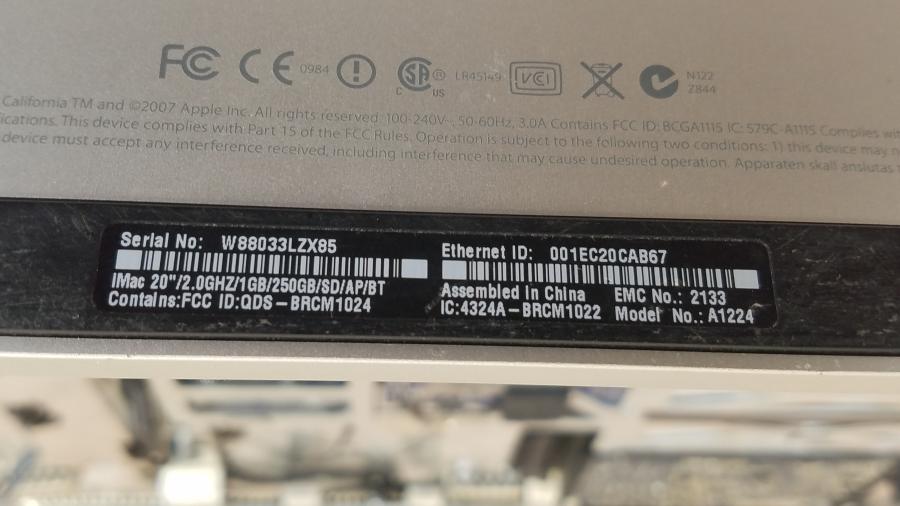 FC CE 0984 SA® C US LR45149 VCI N122 Z844
California TM and ©2007 Apple Inc. All rights reserved. 100-240V~, 50-60Hz, 3.0A Contains FCC ID: BCGA1115 IC: 579C-A1115 Complies
This device complies with Part 15 of the FCC Rules. Operation is subject to the following two conditions: 1) this device may
device must accept any interference received, including interference that may cause undesired operation. Apparaten skall anslutas
Serial No: W88033LZX85
iMac 20"/2.0GHZ/1GB/250GB/SD/AP/BT
Contains:FCC ID:QDS-BRCM1024
Ethernet ID: 001EC20CAB67
Assembled in China EMC No.: 2133
IC:4324A-BRCM1022 Model No.: A1224